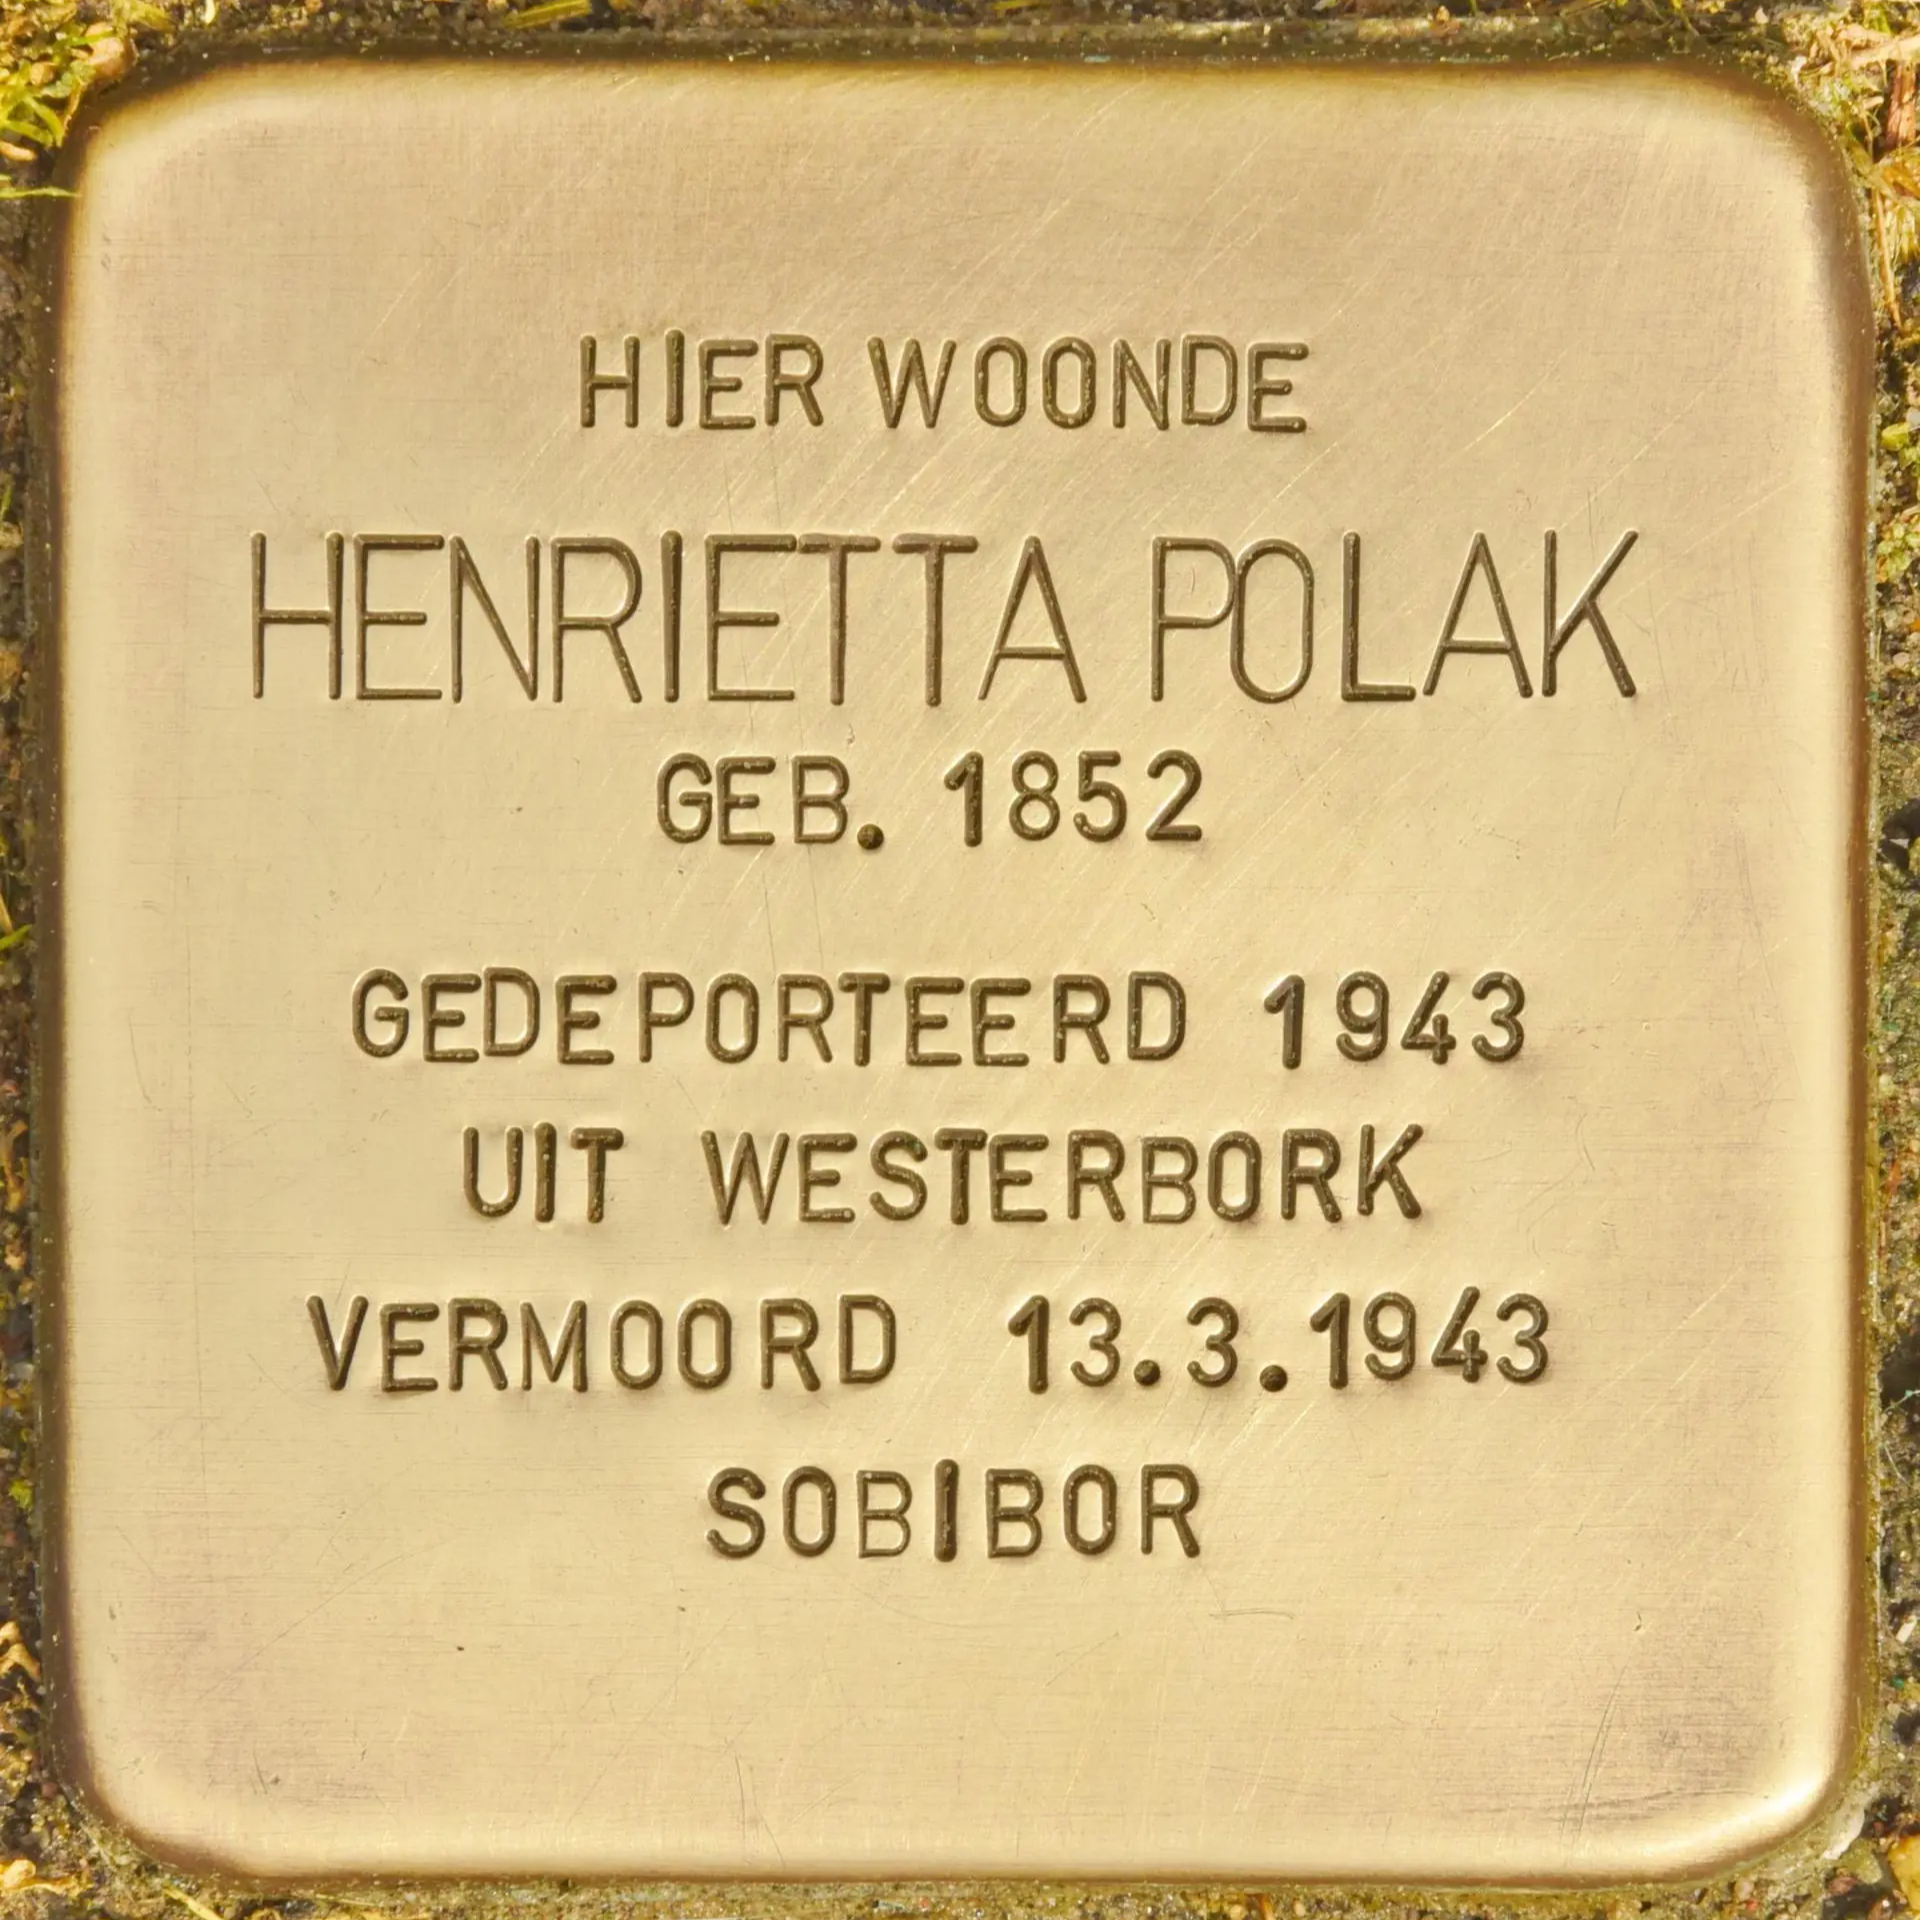 HIER WOONDE
HENRIETTA POLAK
GEB. 1852
GEDEPORTEERD 1943
UIT WESTERBORK
VERMOORD 13.3.1943
SOBIBOR